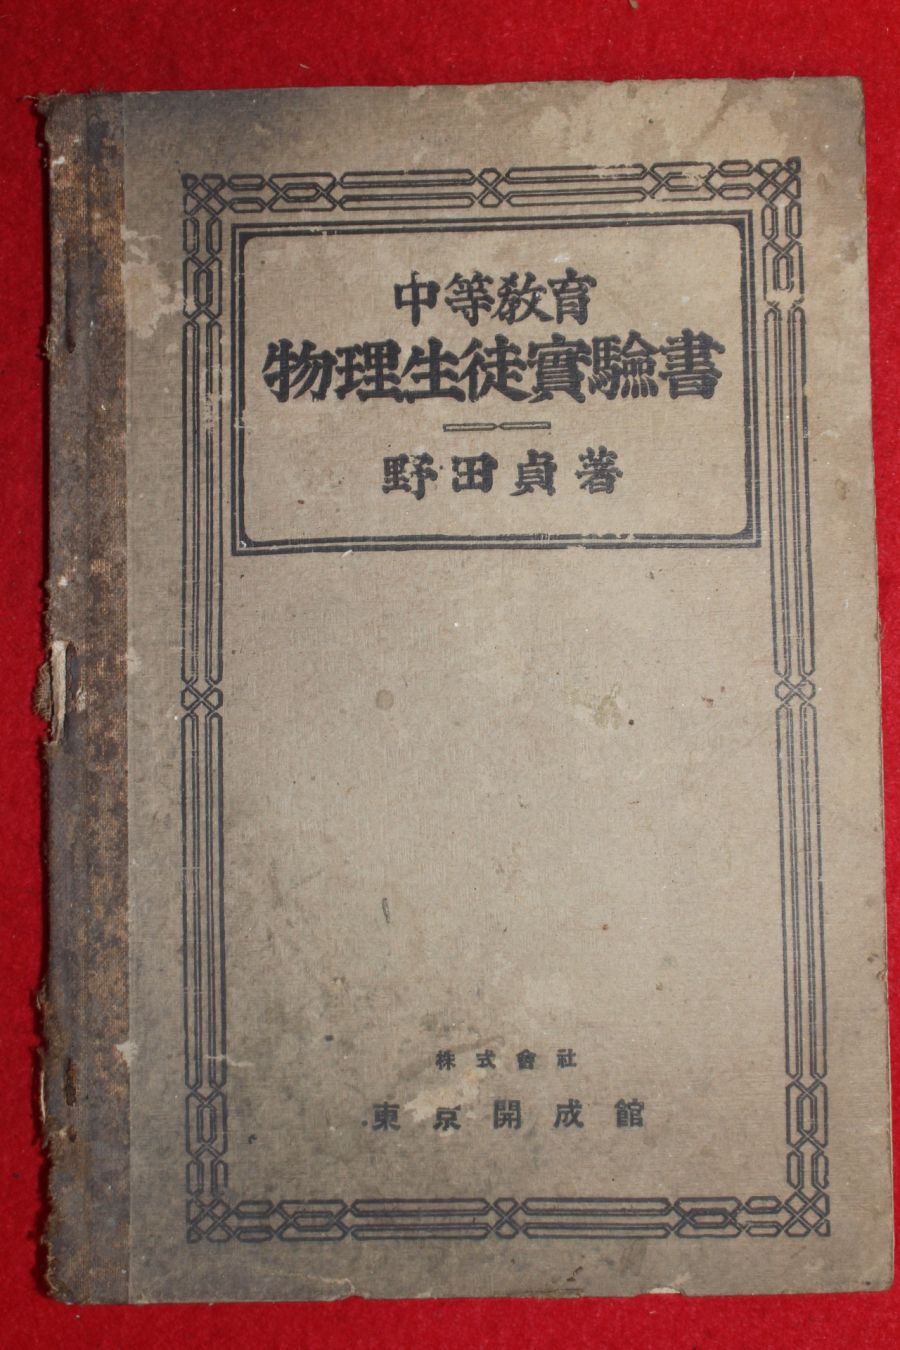 中等敎育
物理生徒實驗書
野田貞著
株式會社
東京開成館